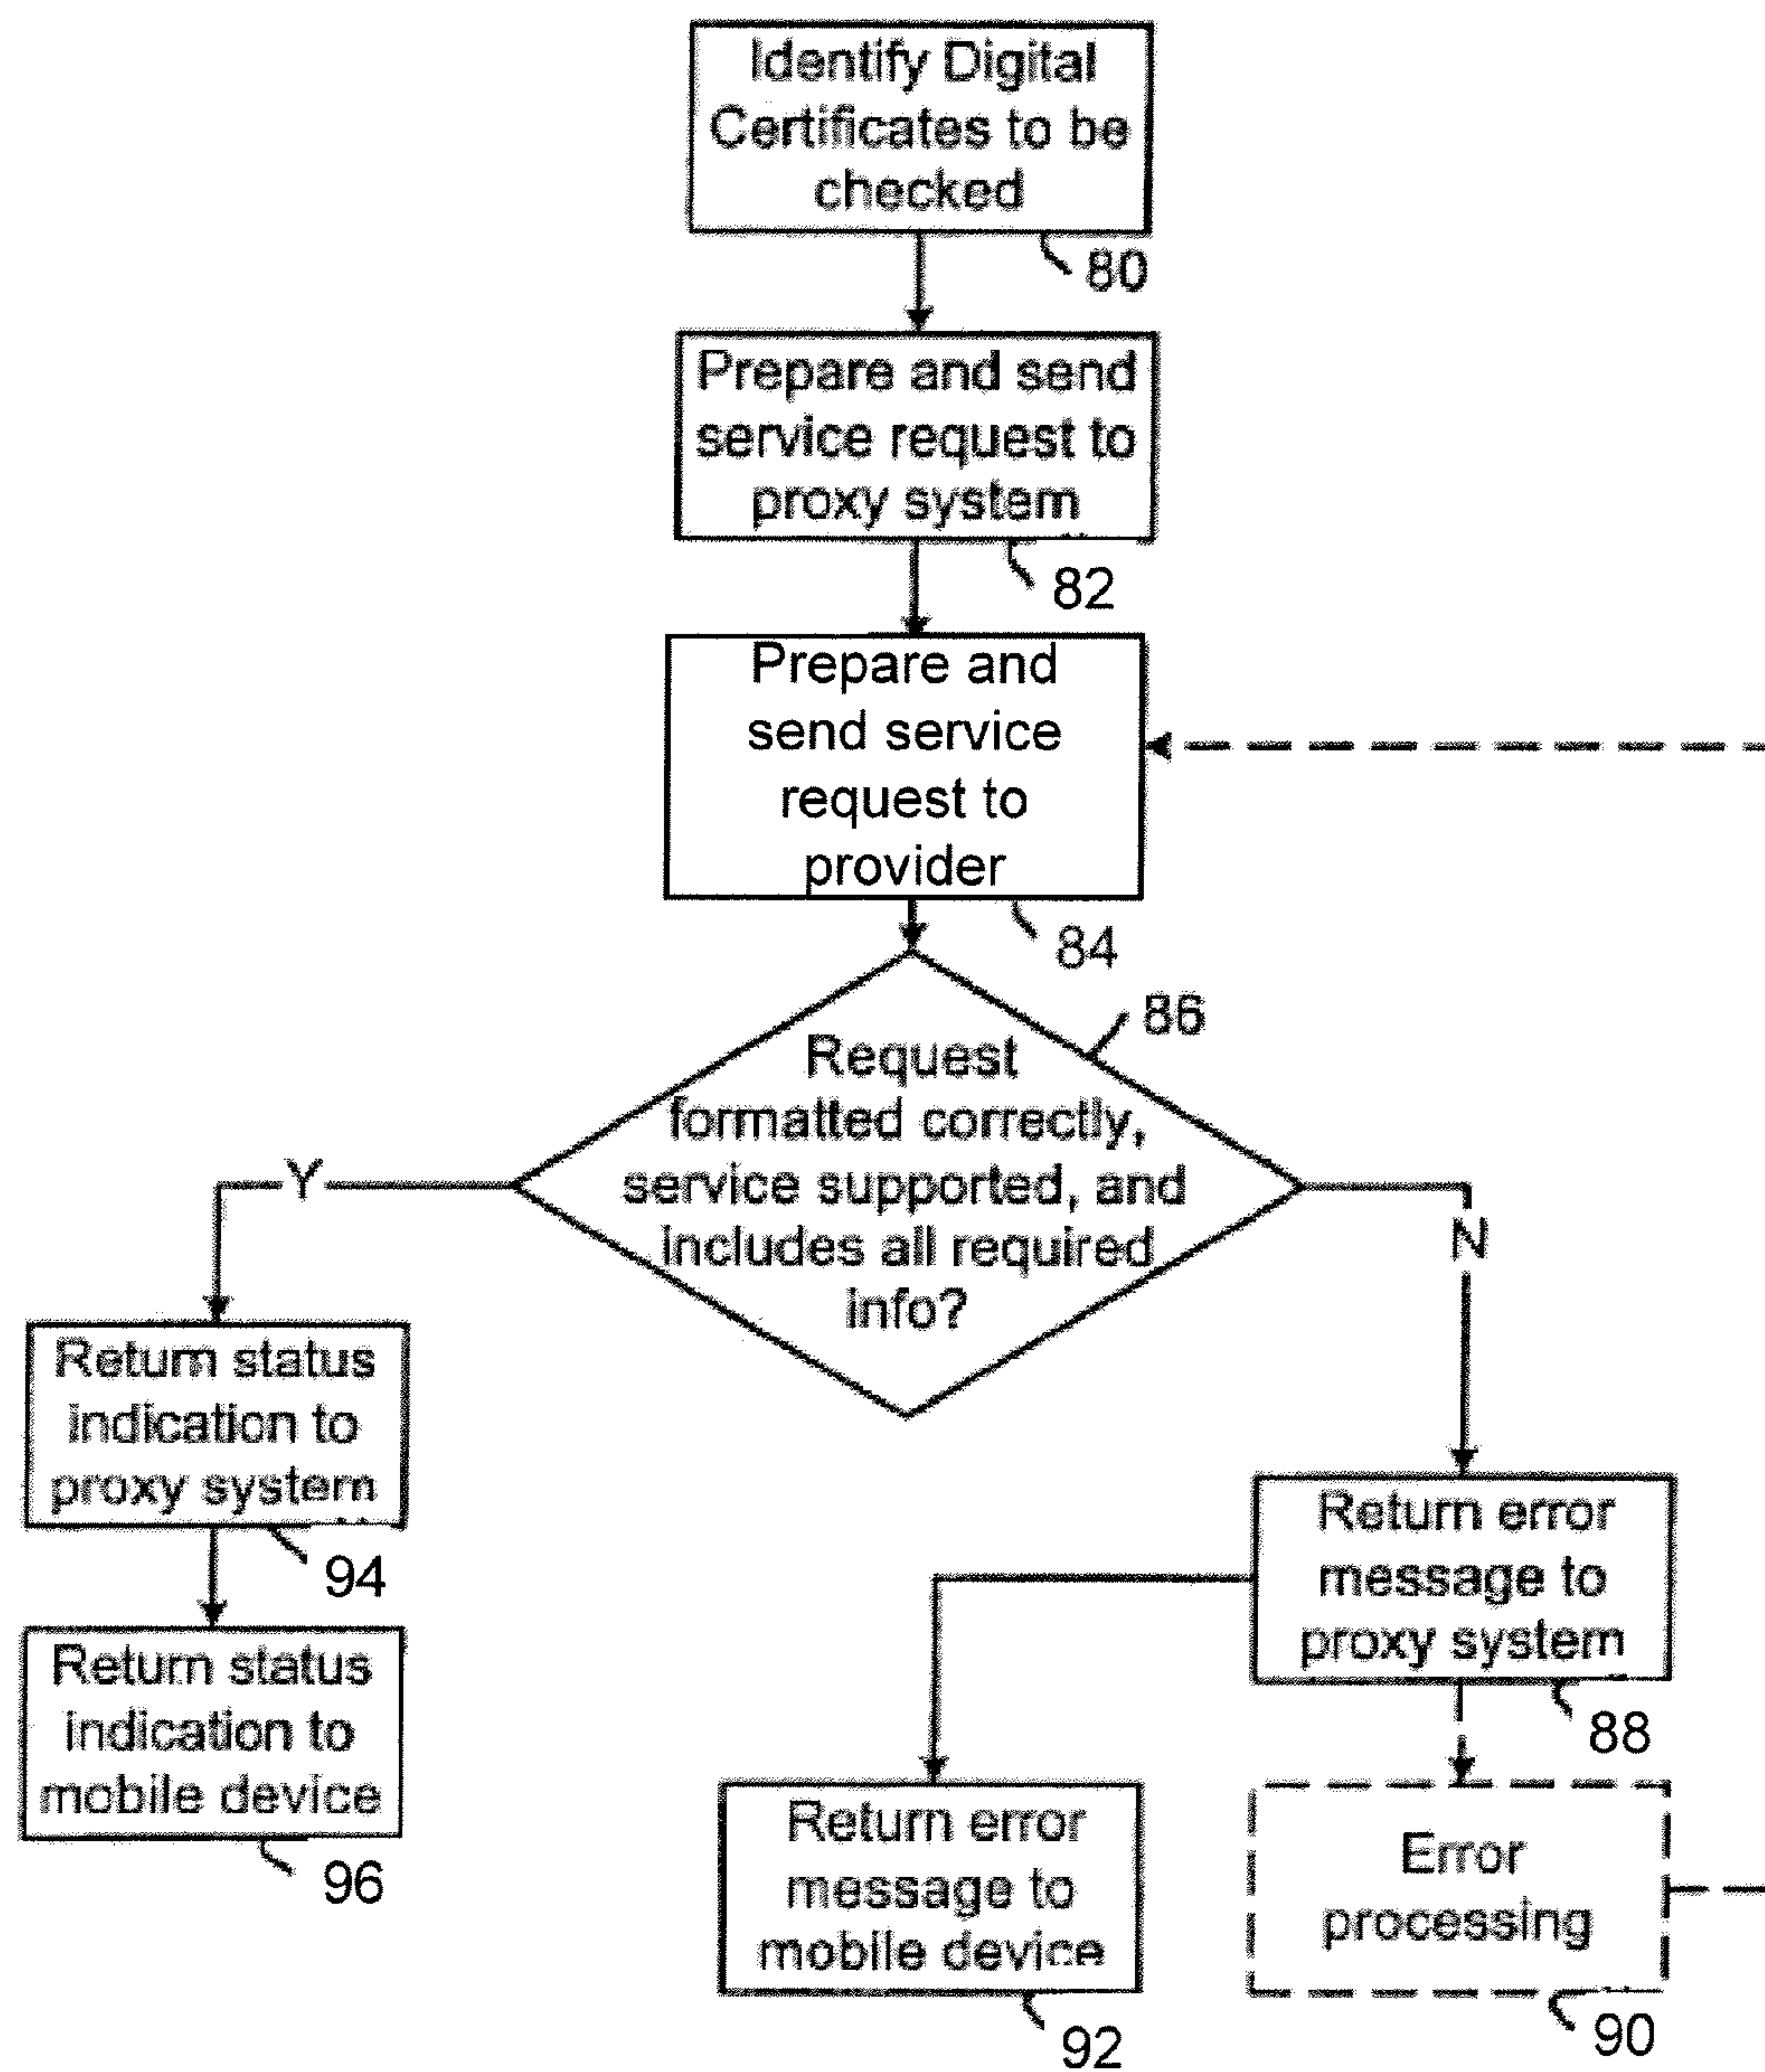 Identify Digital
Certificates to be
checked
80
Prepare and send
service request to
proxy system
82
Prepare and
send service
request to
provider
84
86
Request
formatted correctly,
service supported, and
includes all required
info?
Y
N
Return status
indication to
proxy system
94
Return status
indication to
mobile device
96
Return error
message to
proxy system
88
Return error
message to
mobile device
92
Error
processing
90